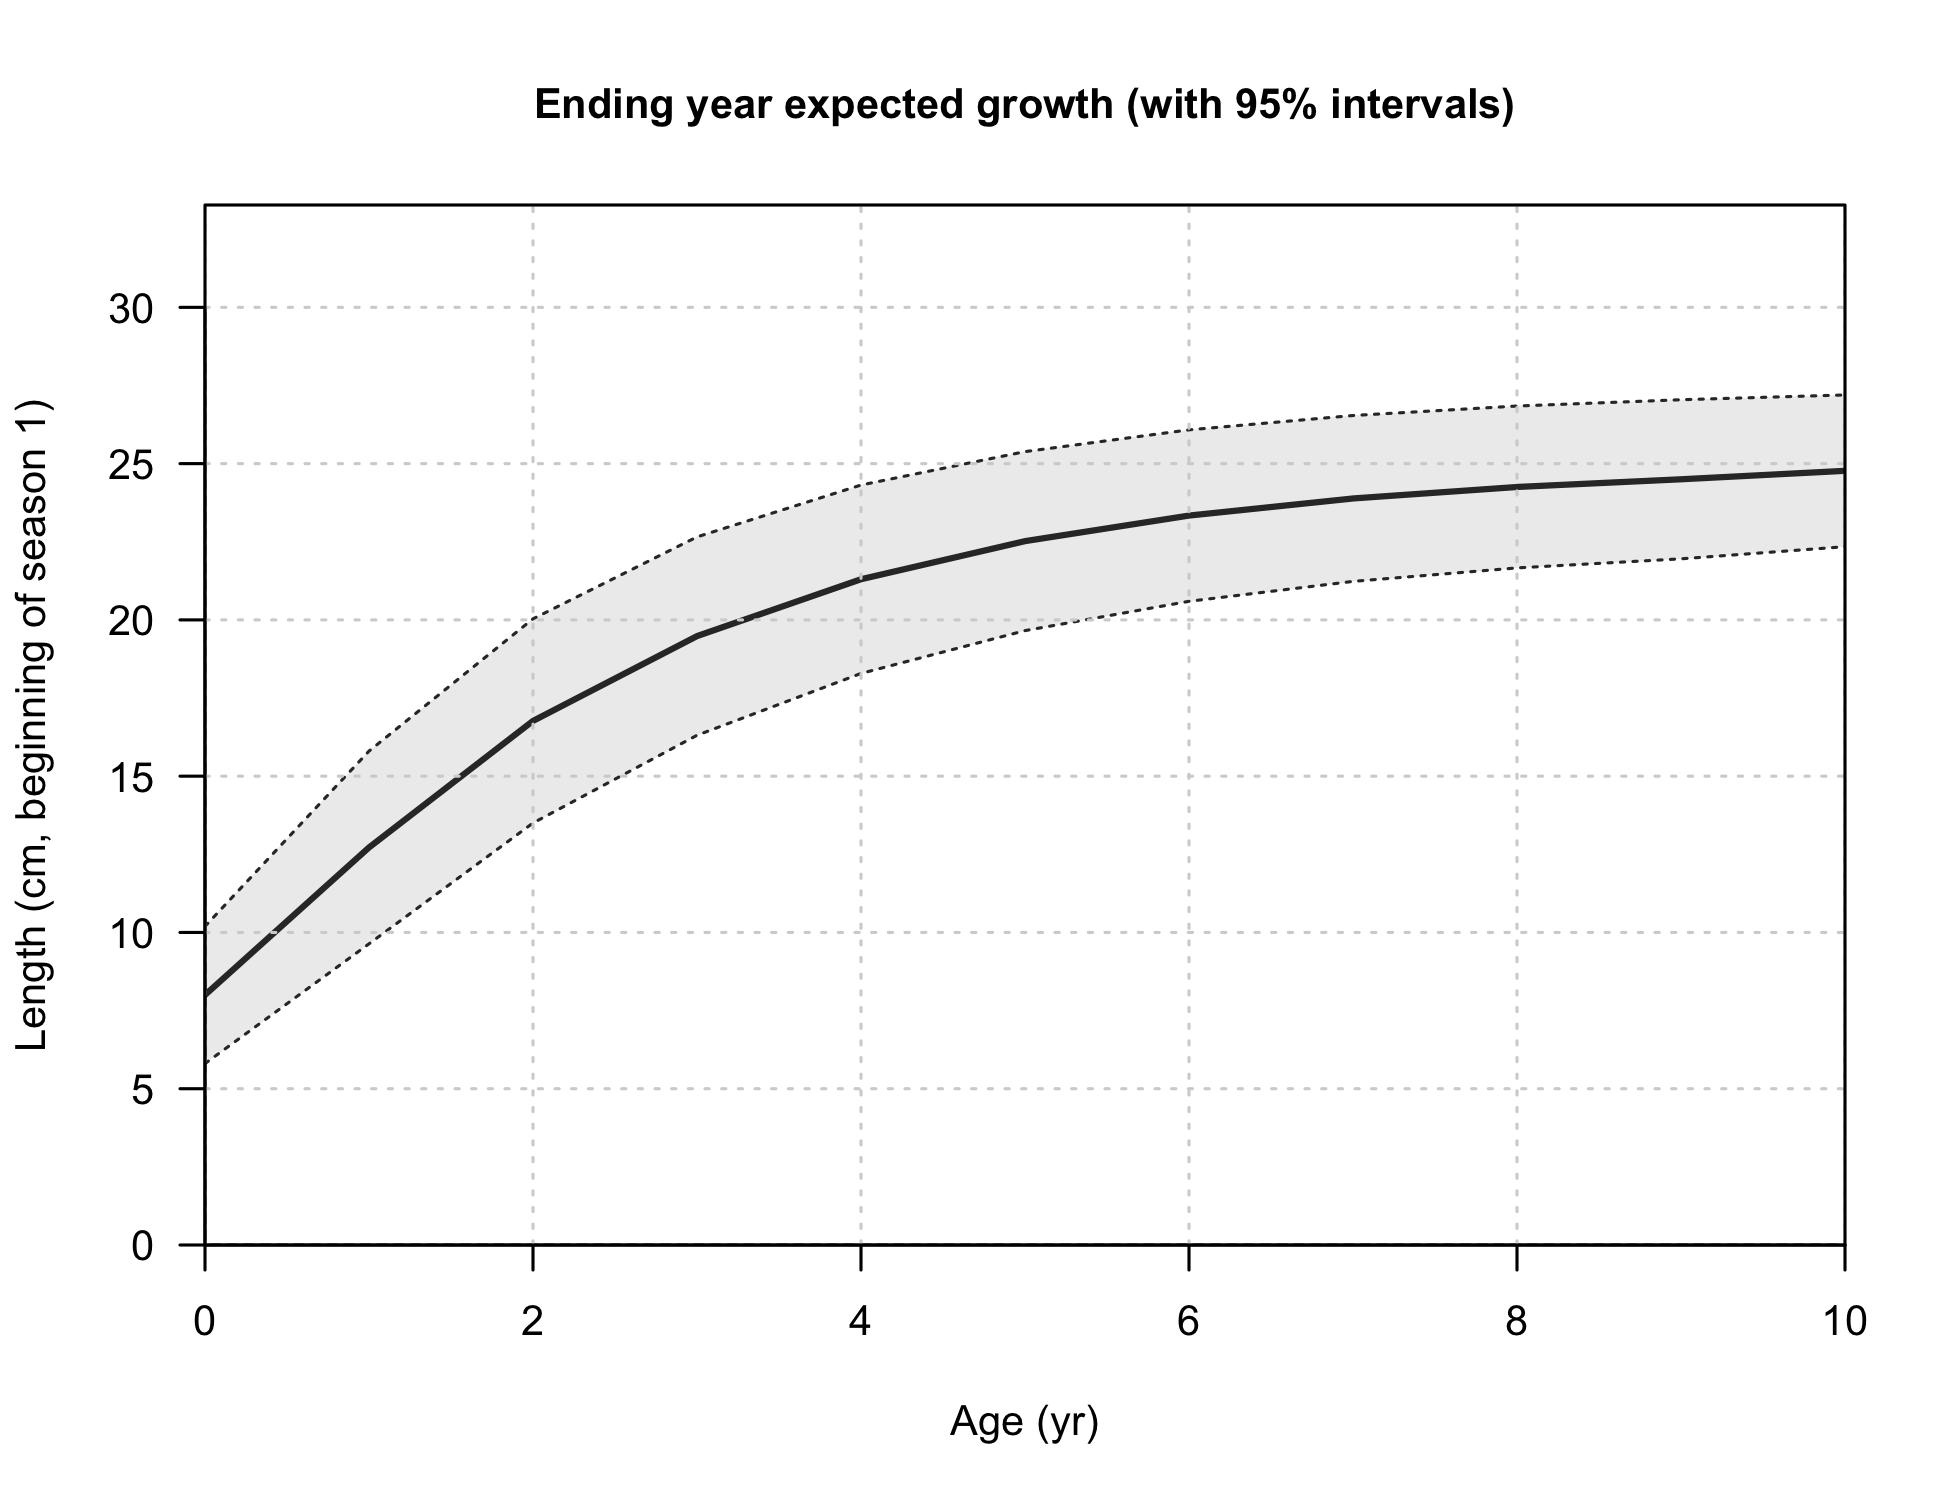 Ending year expected growth (with 95% intervals)
Length (cm, beginning of season 1)
30
25
20
15
10
5
0
0 2 4 6 8 10
Age (yr)